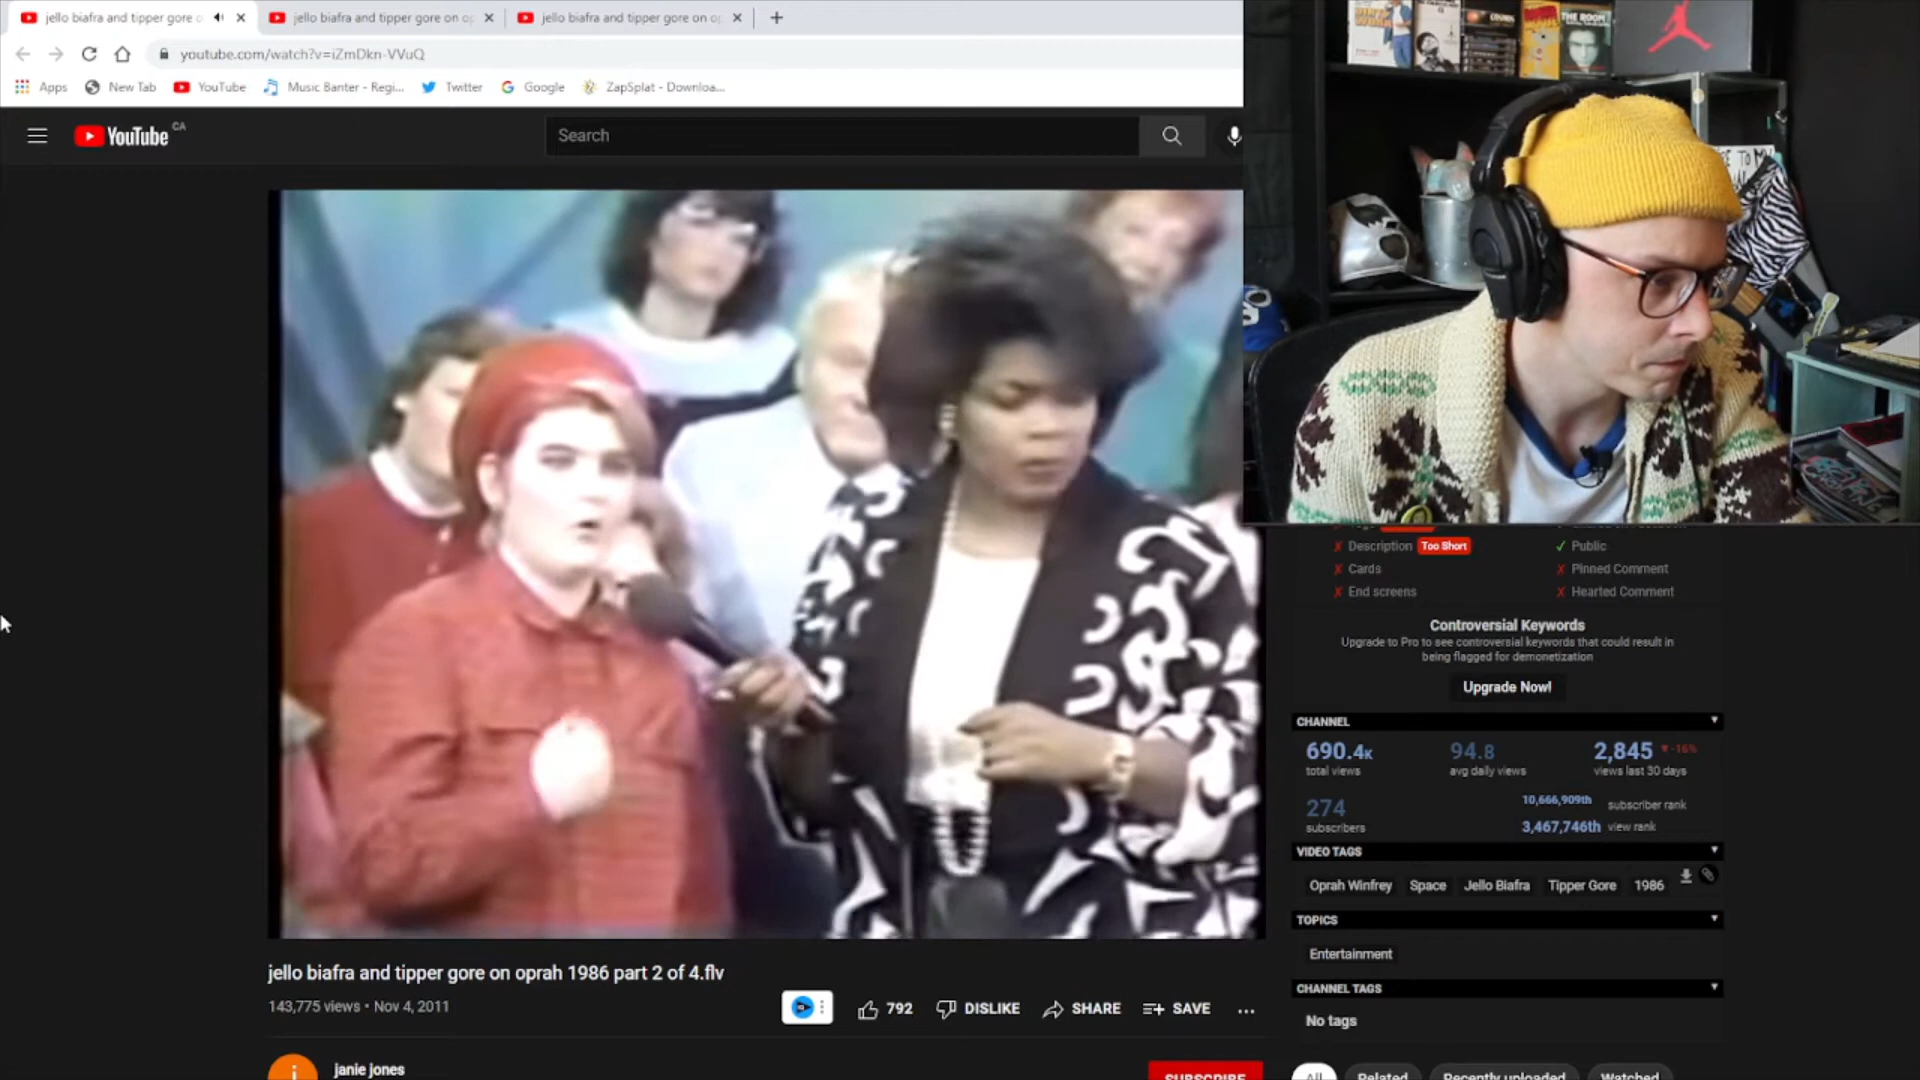 jello biafra and tipper gore o
jello biafra and tipper gore on op
jello biafra and tipper gore on op
youtube.com/watch?v=iZmDkn-VVuQ
Apps
New Tab
YouTube
Music Banter - Regi...
Twitter
Google
ZapSplat - Downloa...
YouTube CA
Search
THE ROOM
Description Too Short
Public
Cards
Pinned Comment
End screens
Hearted Comment
Controversial Keywords
Upgrade to Pro to see controversial keywords that could result in
being flagged for demonetization
Upgrade Now!
CHANNEL
690.4K 94.8 2,845 -16%
total views avg daily views views last 30 days
274 10,666,909th subscriber rank
subscribers 3,467,746th view rank
VIDEO TAGS
Oprah Winfrey Space Jello Biafra Tipper Gore 1986
TOPICS
Entertainment
CHANNEL TAGS
No tags
jello biafra and tipper gore on oprah 1986 part 2 of 4.flv
143,775 views • Nov 4, 2011
792 DISLIKE SHARE SAVE
janie jones
SUBSCRIBE
All Related Recently uploaded Watched